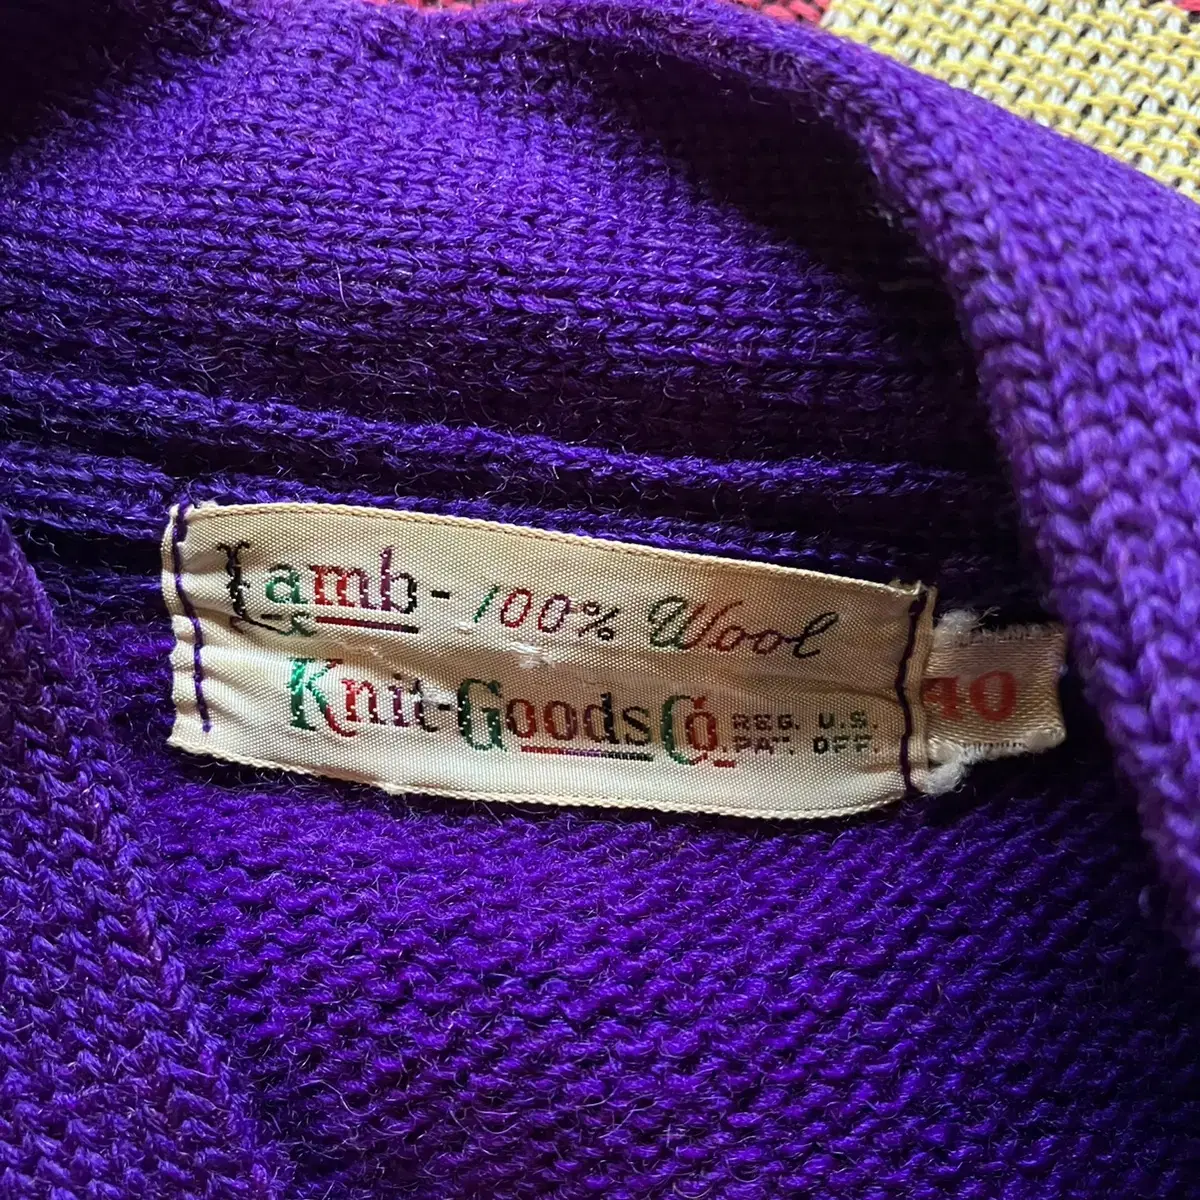 Lamb - 100% Wool
Knit-Goods Co.
REG. U.S.
PAT. OFF.
40